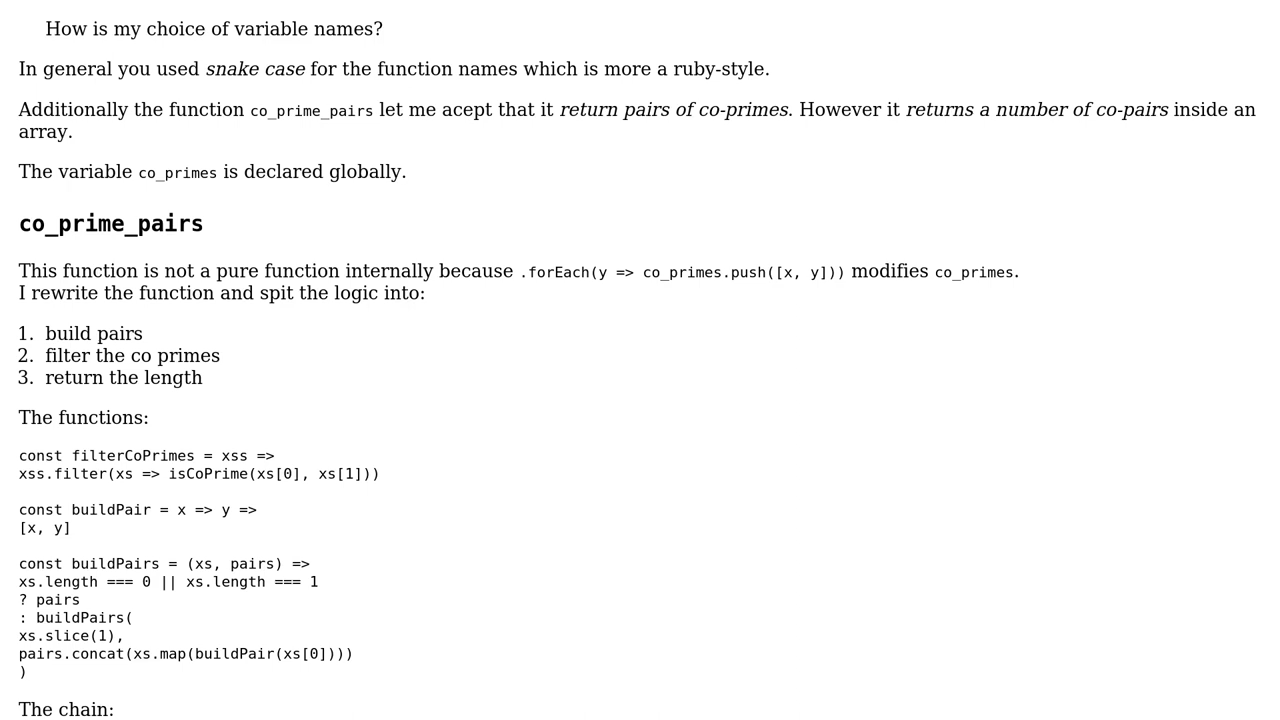 How is my choice of variable names?
In general you used snake case for the function names which is more a ruby-style.
Additionally the function co_prime_pairs let me acept that it return pairs of co-primes. However it returns a number of co-pairs inside an
array.
The variable co_primes is declared globally.
co_prime_pairs
This function is not a pure function internally because .forEach(y => co_primes.push([x, y])) modifies co_primes.
I rewrite the function and spit the logic into:
1. build pairs
2. filter the co primes
3. return the length
The functions:
const filterCoPrimes = xss =>
xss.filter(xs => isCoPrime(xs[0], xs[1]))
const buildPair = x => y =>
[x, y]
const buildPairs = (xs, pairs) =>
xs.length === 0 || xs.length === 1
? pairs
: buildPairs(
xs.slice(1),
pairs.concat(xs.map(buildPair(xs[0])))
)
The chain: